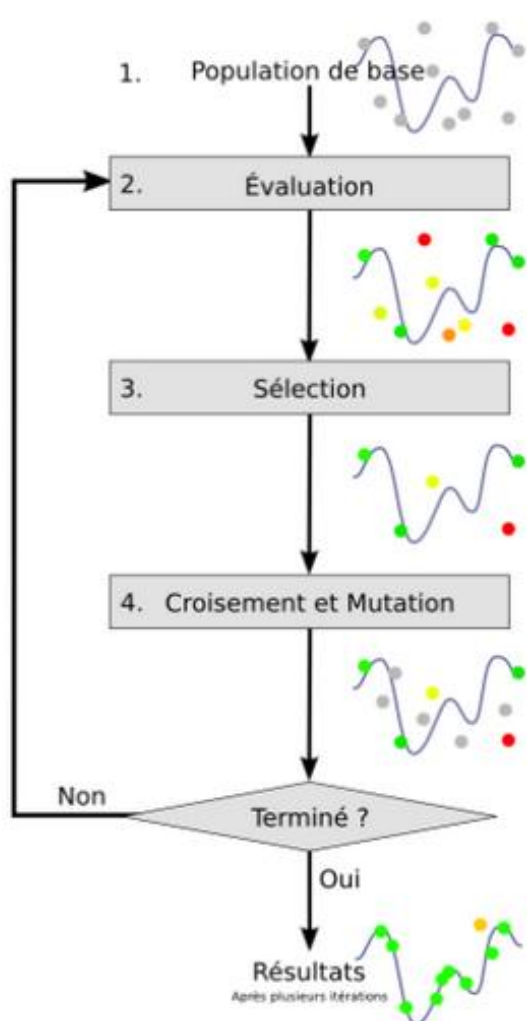 1. Population de base
2. Évaluation
3. Sélection
4. Croisement et Mutation
Non
Terminé ?
Oui
Résultats
Après plusieurs itérations